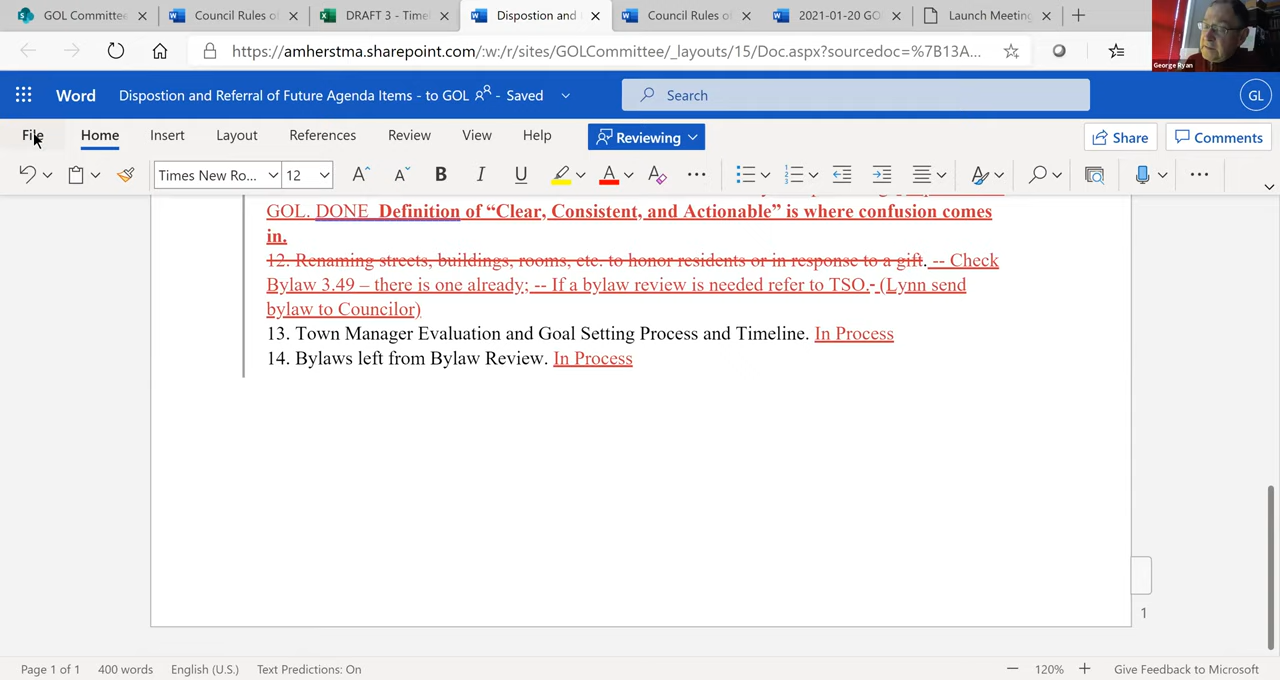 GOL Committee
Council Rules of
DRAFT 3 - Time
Dispostion and
Council Rules of
2021-01-20 GO
Launch Meeting
https://amherstma.sharepoint.com/:w:/r/sites/GOLCommittee/_layouts/15/Doc.aspx?sourcedoc=%7B13A...
George Ryan
Word
Dispostion and Referral of Future Agenda Items - to GOL - Saved
Search
GL
File
Home
Insert
Layout
References
Review
View
Help
Reviewing
Share
Comments
Times New Ro...
12
GOL. DONE Definition of “Clear, Consistent, and Actionable” is where confusion comes
in.
12. Renaming streets, buildings, rooms, etc. to honor residents or in response to a gift. -- Check
Bylaw 3.49 – there is one already; -- If a bylaw review is needed refer to TSO.- (Lynn send
bylaw to Councilor)
13. Town Manager Evaluation and Goal Setting Process and Timeline. In Process
14. Bylaws left from Bylaw Review. In Process
1
Page 1 of 1
400 words
English (U.S.)
Text Predictions: On
120%
Give Feedback to Microsoft